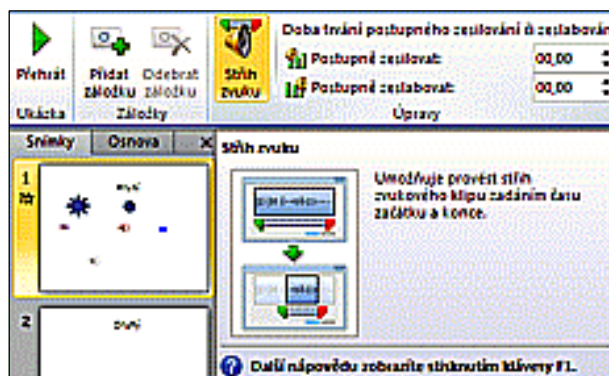 Přehrát
Přidat záložku
Odebrat záložku
Střih zvuku
Doba trvání postupného zesilování či zeslabování
Postupně zesilovat: 00,00
Postupně zeslabovat: 00,00
Ukázka
Záložky
Úpravy
Snímky
Osnova
Střih zvuku
1
Umožňuje provést střih
zvukového klipu zadáním času
začátku a konce.
2
Další nápovědu zobrazíte stisknutím klávesy F1.